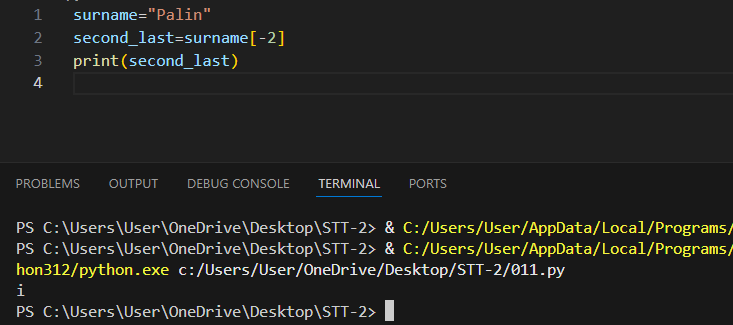 1 surname="Palin"
2 second_last=surname[-2]
3 print(second_last)
4
PROBLEMS OUTPUT DEBUG CONSOLE TERMINAL PORTS
PS C:\Users\User\OneDrive\Desktop\STT-2> & C:/Users/User/AppData/Local/Programs/
PS C:\Users\User\OneDrive\Desktop\STT-2> & C:/Users/User/AppData/Local/Programs/
hon312/python.exe c:/Users/User/OneDrive/Desktop/STT-2/011.py
i
PS C:\Users\User\OneDrive\Desktop\STT-2>